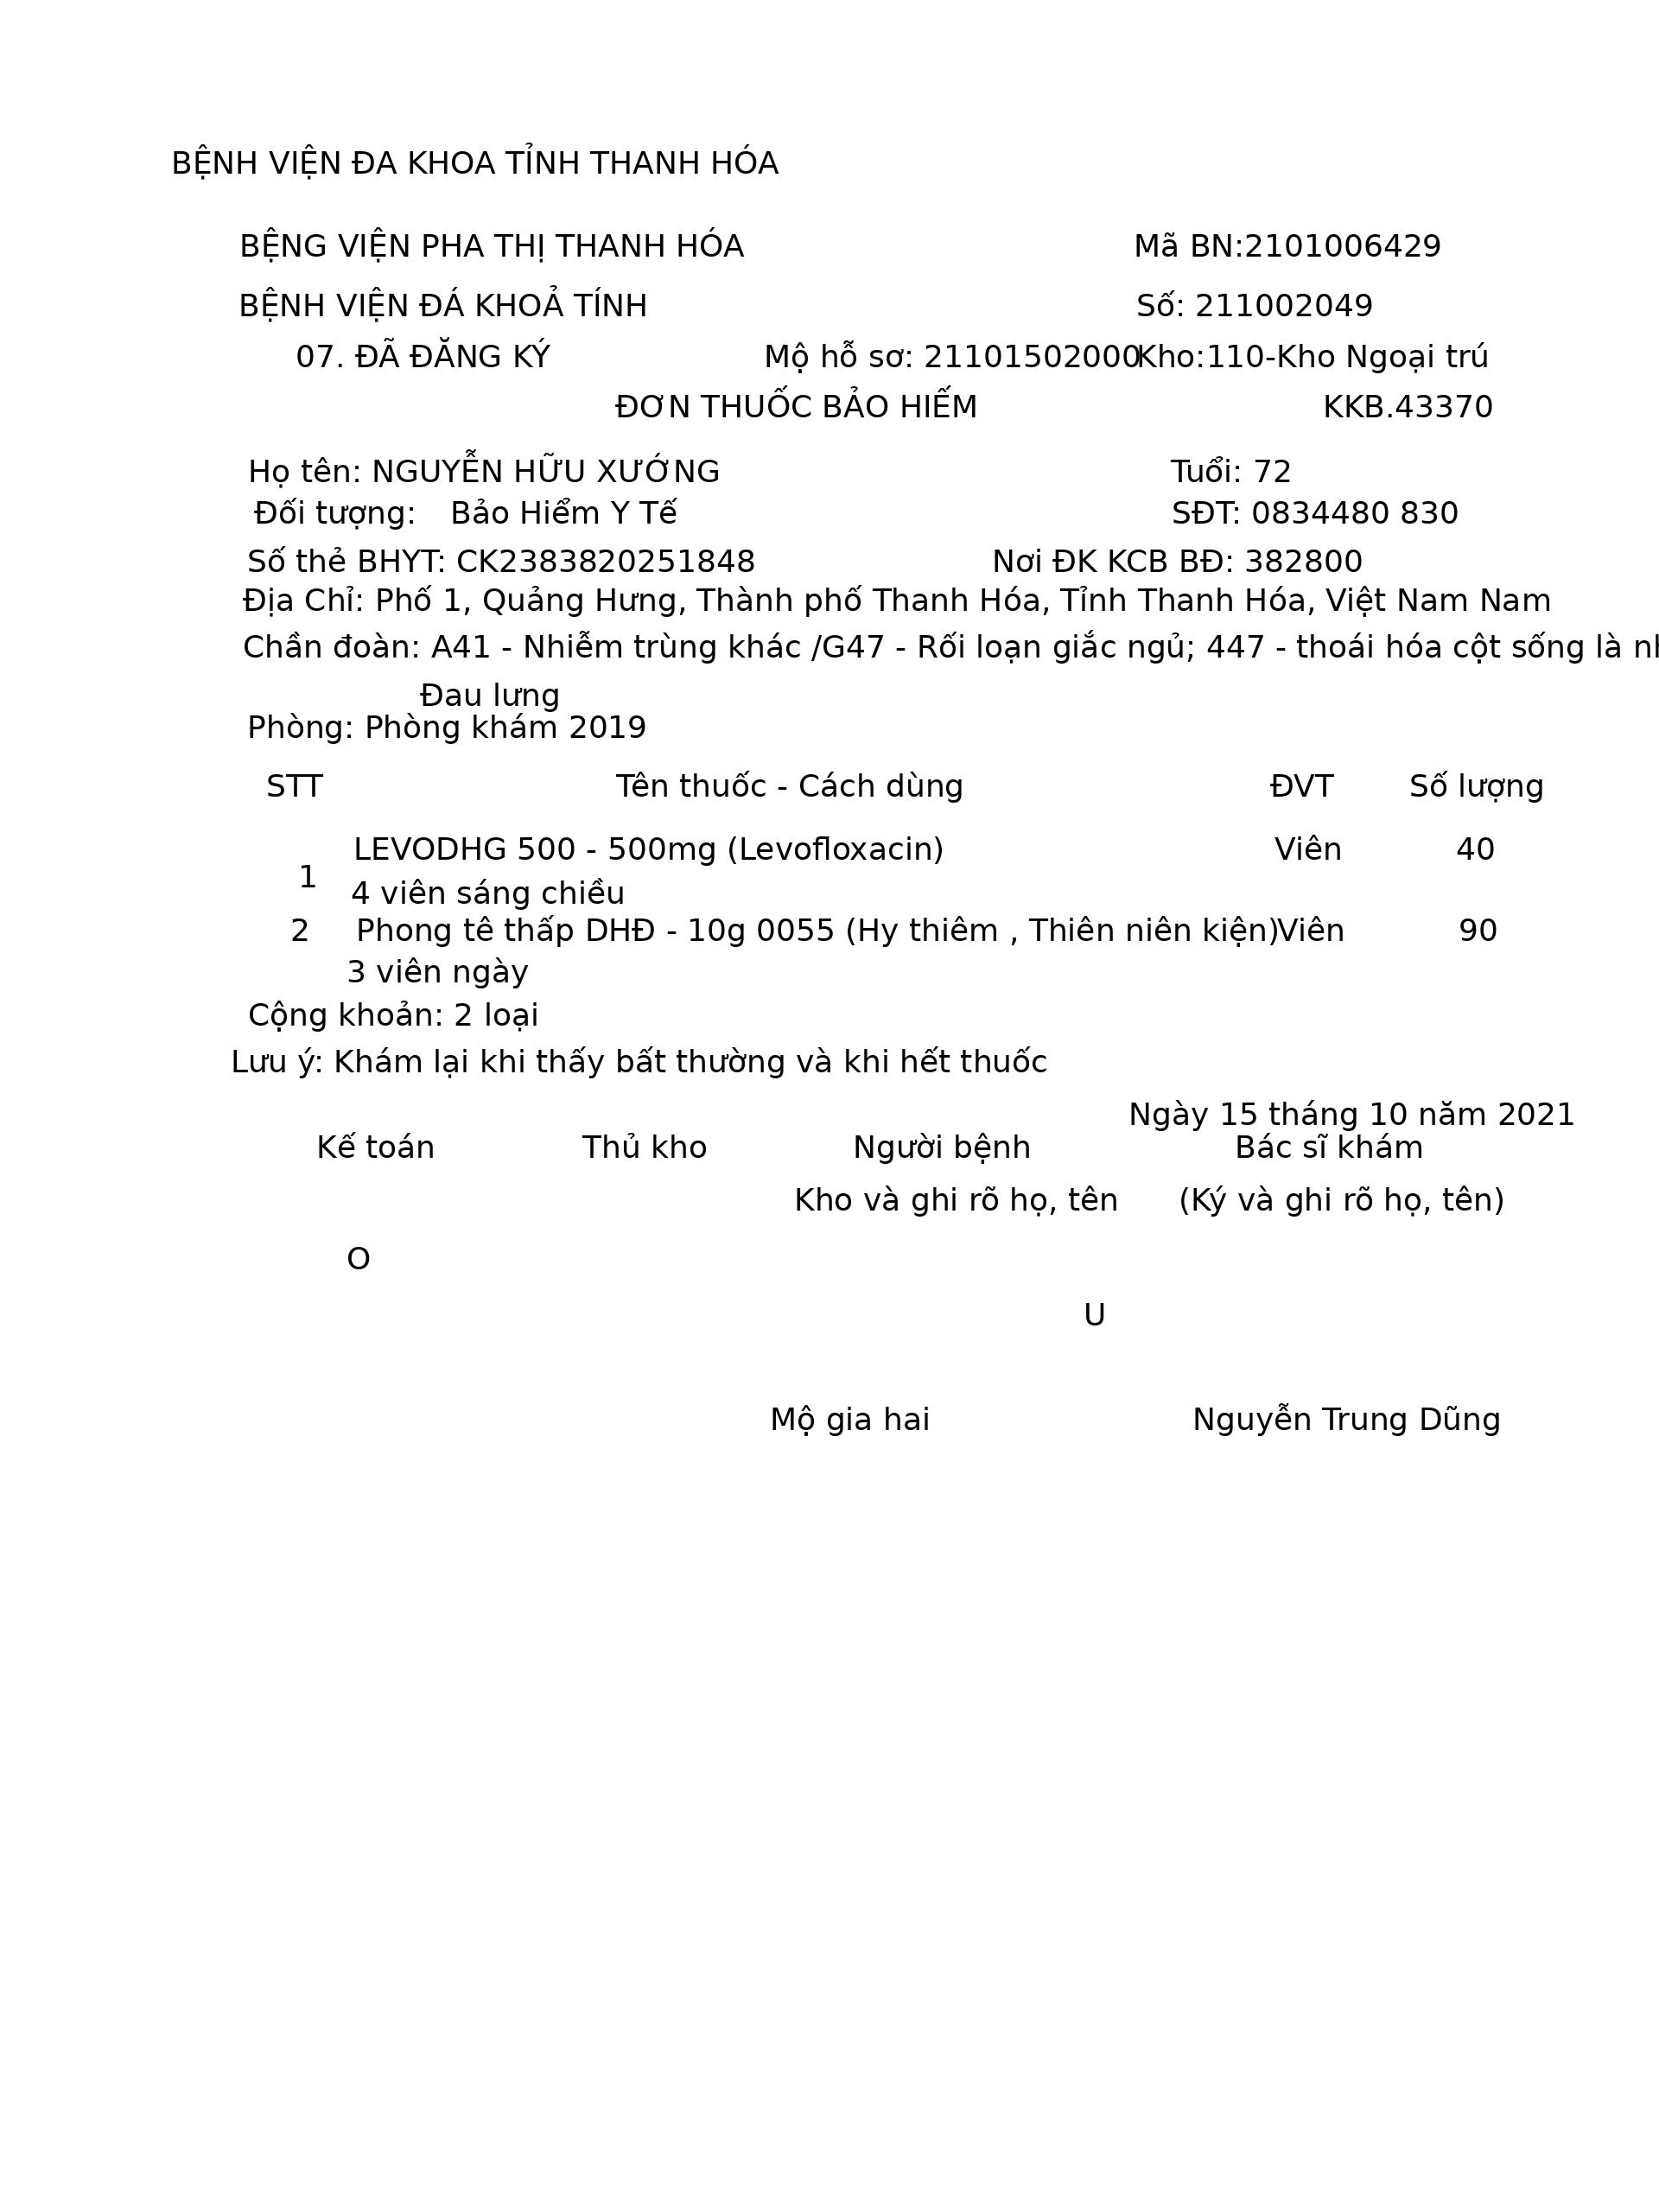 BỆNH VIỆN ĐA KHOA TỈNH THANH HÓA
BỆNG VIỆN PHA THỊ THANH HÓA Mã BN:2101006429
BỆNH VIỆN ĐÁ KHOẢ TÍNH Số: 211002049
07. ĐÃ ĐĂNG KÝ Mộ hỗ sơ: 21101502000 Kho:110-Kho Ngoại trú
ĐƠN THUỐC BẢO HIẾM KKB.43370
Họ tên: NGUYỄN HỮU XƯỚNG Tuổi: 72
Đối tượng: Bảo Hiểm Y Tế SĐT: 0834480 830
Số thẻ BHYT: CK2383820251848 Nơi ĐK KCB BĐ: 382800
Địa Chỉ: Phố 1, Quảng Hưng, Thành phố Thanh Hóa, Tỉnh Thanh Hóa, Việt Nam Nam
Chần đoàn: A41 - Nhiễm trùng khác /G47 - Rối loạn giắc ngủ; 447 - thoái hóa cột sống là
Đau lưng
Phòng: Phòng khám 2019
STT Tên thuốc - Cách dùng ĐVT Số lượng
LEVODHG 500 - 500mg (Levofloxacin) Viên 40
1
4 viên sáng chiều
2 Phong tê thấp DHĐ - 10g 0055 (Hy thiêm , Thiên niên kiện) Viên 90
3 viên ngày
Cộng khoản: 2 loại
Lưu ý: Khám lại khi thấy bất thường và khi hết thuốc
Ngày 15 tháng 10 năm 2021
Kế toán Thủ kho Người bệnh Bác sĩ khám
Kho và ghi rõ họ, tên (Ký và ghi rõ họ, tên)
O
U
Mộ gia hai Nguyễn Trung Dũng